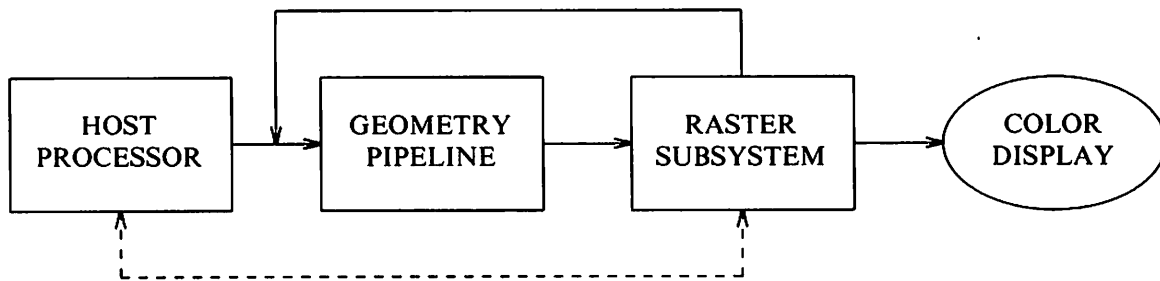 HOST
PROCESSOR
GEOMETRY
PIPELINE
RASTER
SUBSYSTEM
COLOR
DISPLAY